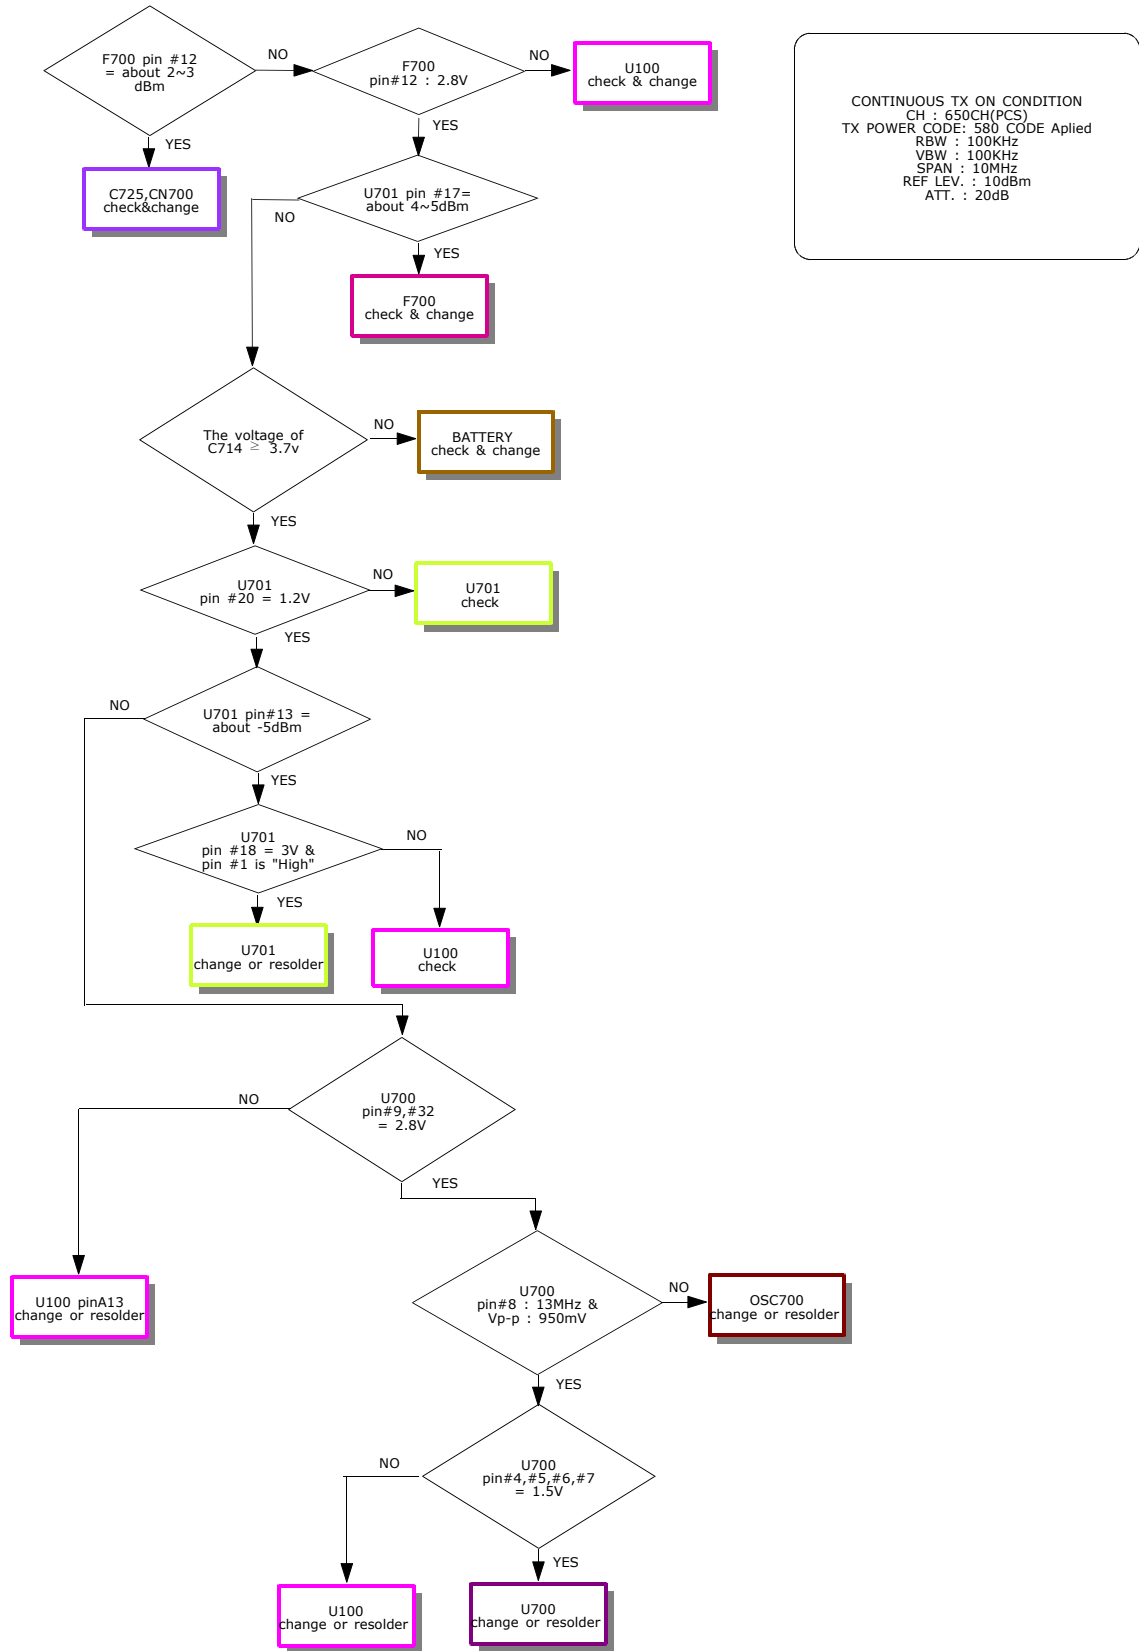 F700 pin #12
= about 2~3
dBm
NO
F700
pin#12 : 2.8V
NO
U100
check & change
YES
YES
C725,CN700
check&change
U701 pin #17=
about 4~5dBm
NO
YES
F700
check & change
CONTINUOUS TX ON CONDITION
CH : 650CH(PCS)
TX POWER CODE: 580 CODE Aplied
RBW : 100KHz
VBW : 100KHz
SPAN : 10MHz
REF LEV. : 10dBm
ATT. : 20dB
The voltage of
C714 ≥ 3.7v
NO
BATTERY
check & change
YES
U701
pin #20 = 1.2V
NO
U701
check
YES
NO
U701 pin#13 =
about -5dBm
YES
U701
pin #18 = 3V &
pin #1 is "High"
NO
YES
U701
change or resolder
U100
check
U700
pin#9,#32
= 2.8V
NO
YES
U100 pinA13
change or resolder
U700
pin#8 : 13MHz &
Vp-p : 950mV
NO
OSC700
change or resolder
YES
U700
pin#4,#5,#6,#7
= 1.5V
NO
YES
U100
change or resolder
U700
change or resolder